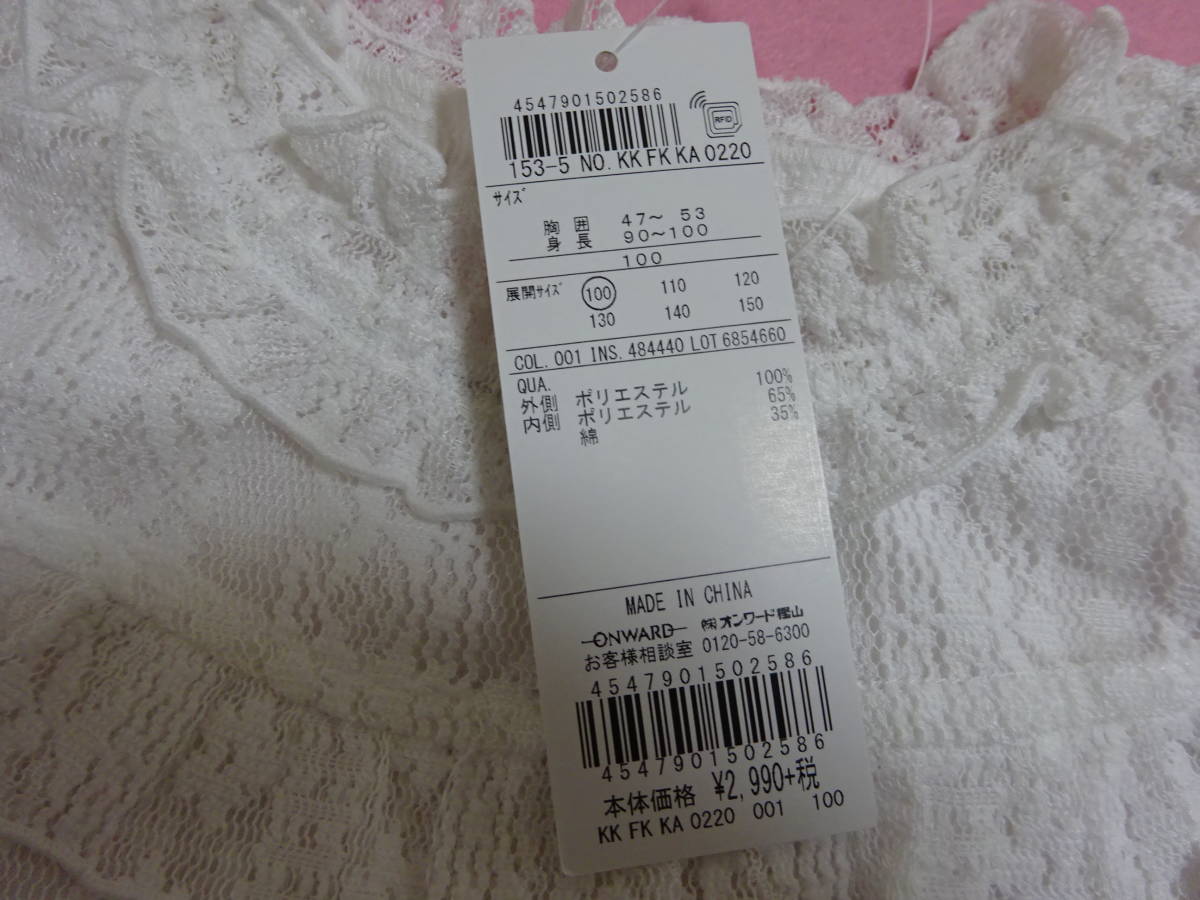 4547901502586
RFID
153-5 NO. KK FK KA 0220
サイズ
胸 囲 47～ 53
身 長 90～100
100
展開サイズ 100 110 120
130 140 150
COL. 001 INS. 484440 LOT 6854660
QUA.
外側 ポリエステル 100%
内側 ポリエステル 65%
綿 35%
MADE IN CHINA
ONWARD ㈱オンワード樫山
お客様相談室 0120-58-6300
4547901502586
4547901502586
本体価格 ¥2,990+税
KK FK KA 0220 001 100